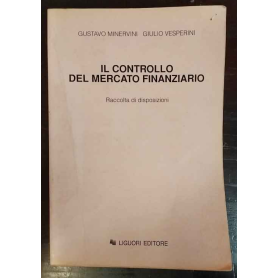 GUSTAVO MINERVINI GIULIO VESPERINI
IL CONTROLLO
DEL MERCATO FINANZIARIO
Raccolta di disposizioni
LIGUORI EDITORE